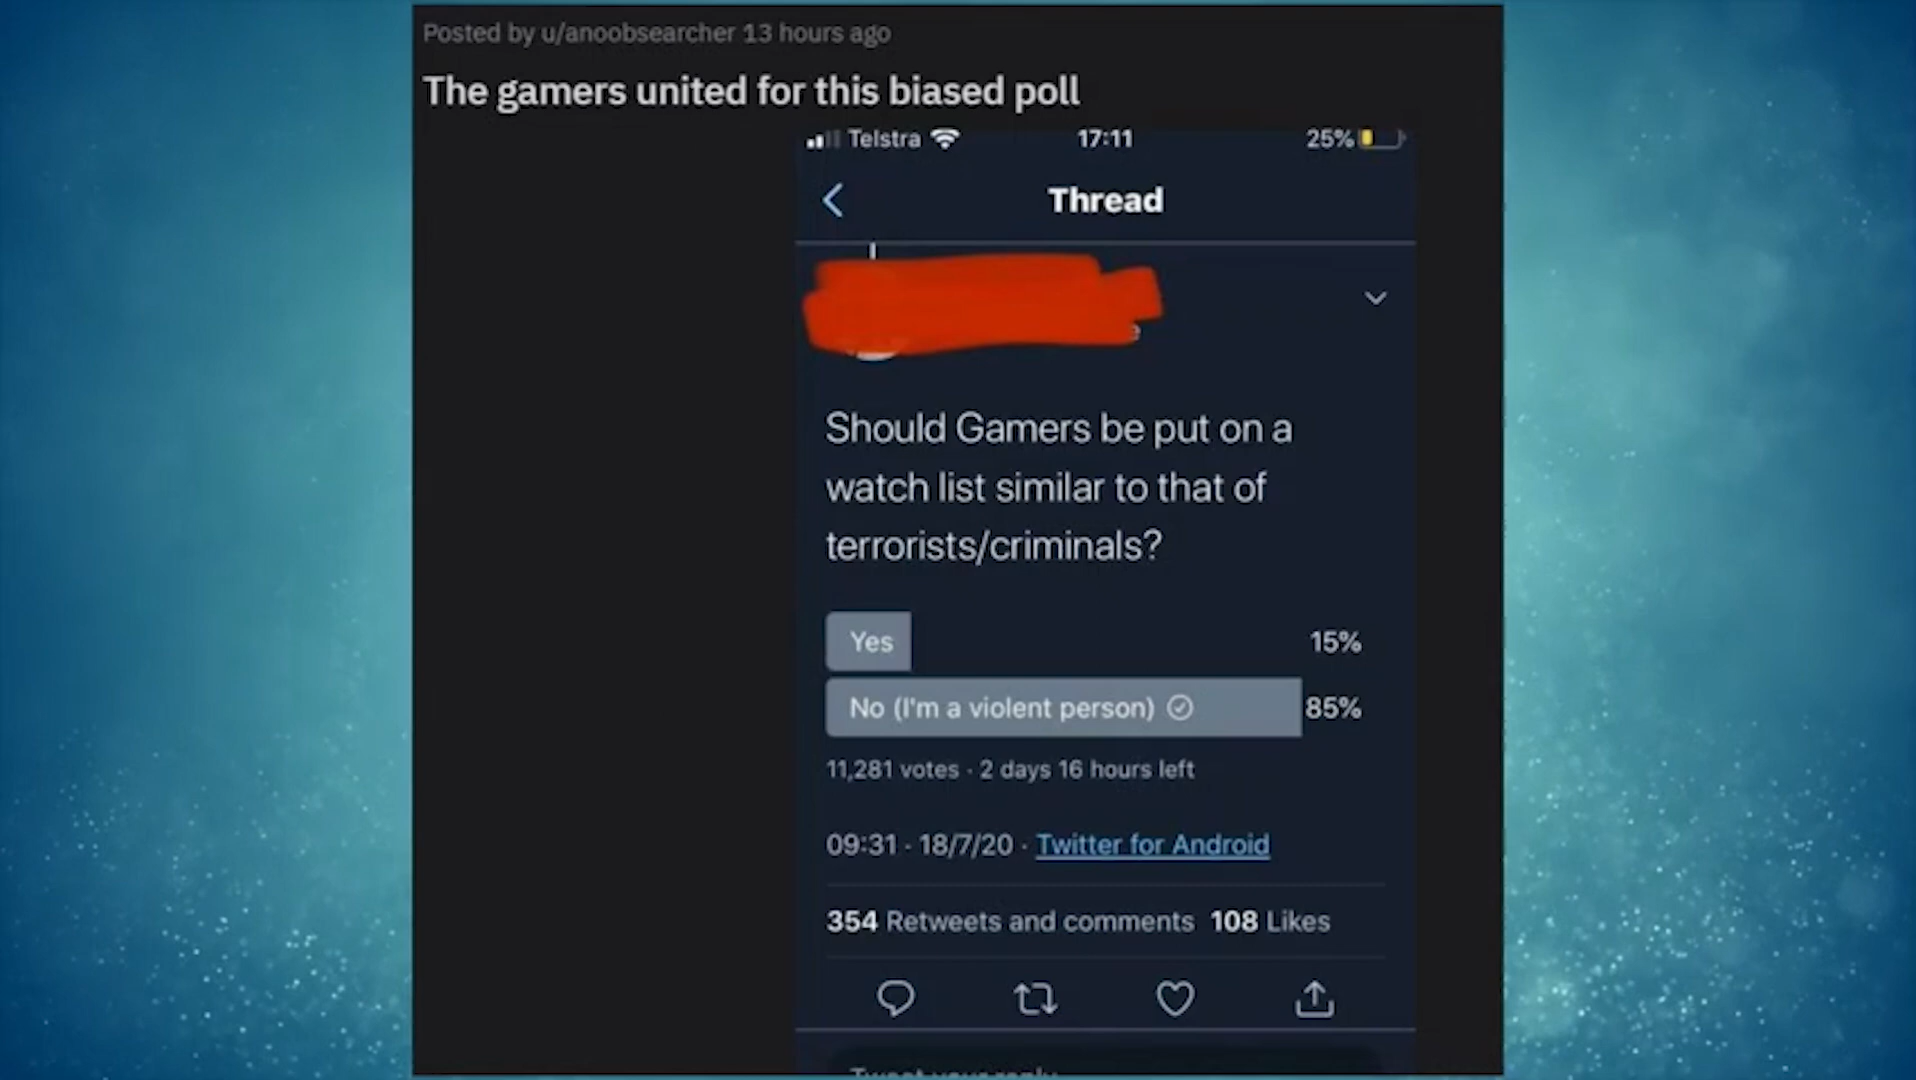 Posted by u/anoobsearcher 13 hours ago
The gamers united for this biased poll
Telstra 17:11 25%
Thread
Should Gamers be put on a
watch list similar to that of
terrorists/criminals?
Yes 15%
No (I'm a violent person) 85%
11,281 votes · 2 days 16 hours left
09:31 · 18/7/20 · Twitter for Android
354 Retweets and comments 108 Likes
Tweet your reply